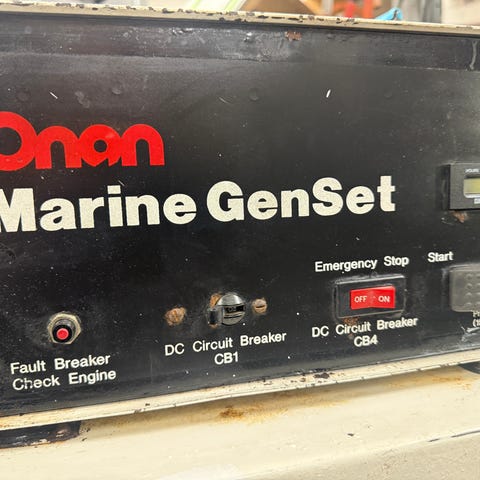 Onan
Marine GenSet
HOURS
Emergency Stop
Start
OFF ON
Fault Breaker
Check Engine
DC Circuit Breaker
CB1
DC Circuit Breaker
CB4